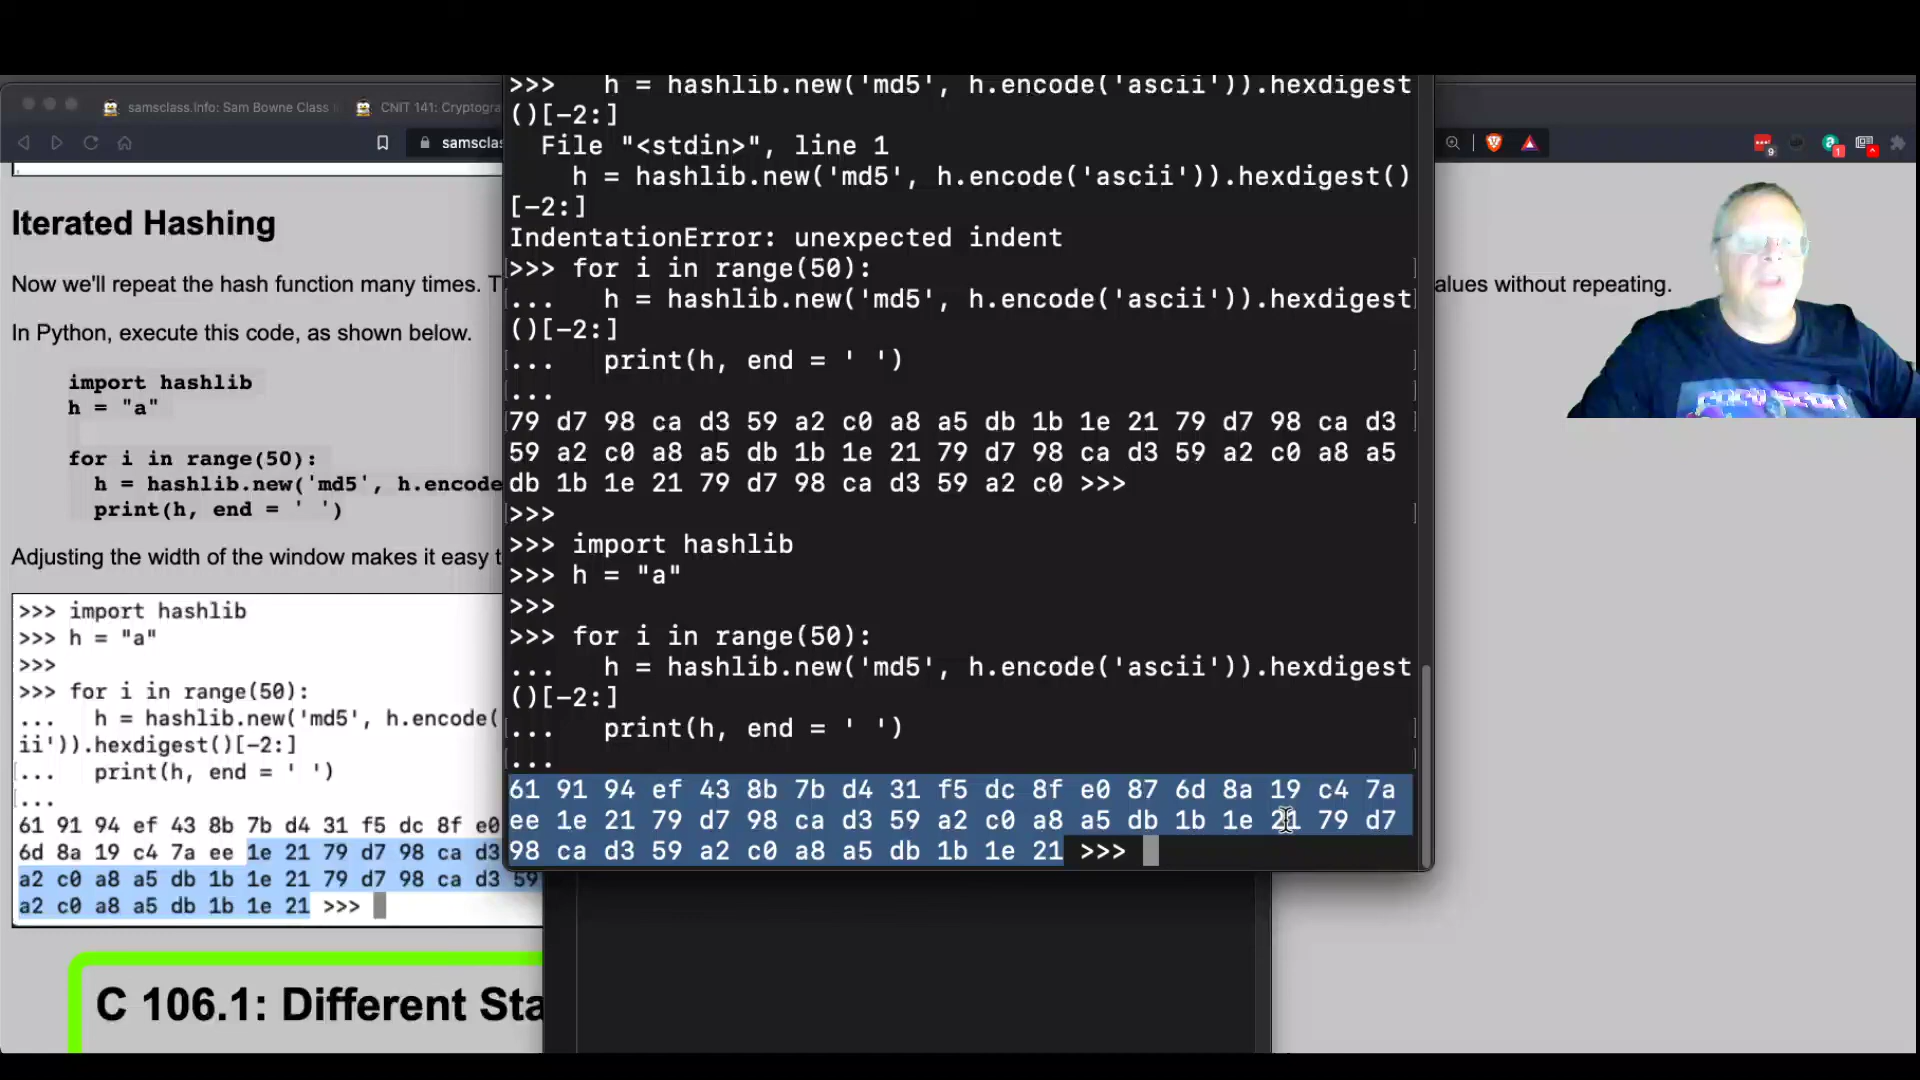 samsclass.info: Sam Bowne Class
CNIT 141: Cryptogra
samsclas
9
1
Iterated Hashing
Now we'll repeat the hash function many times. T
alues without repeating.
In Python, execute this code, as shown below.
import hashlib
h = "a"
for i in range(50):
h = hashlib.new('md5', h.encode
print(h, end = ' ')
Adjusting the width of the window makes it easy t
>>> import hashlib
>>> h = "a"
>>>
>>> for i in range(50):
... h = hashlib.new('md5', h.encode(
ii')).hexdigest()[-2:]
... print(h, end = ' ')
...
61 91 94 ef 43 8b 7b d4 31 f5 dc 8f e0
6d 8a 19 c4 7a ee 1e 21 79 d7 98 ca d3
a2 c0 a8 a5 db 1b 1e 21 79 d7 98 ca d3 59
a2 c0 a8 a5 db 1b 1e 21 >>>
C 106.1: Different Sta
>>> h = hashlib.new('md5', h.encode('ascii')).hexdigest
()[-2:]
File "<stdin>", line 1
h = hashlib.new('md5', h.encode('ascii')).hexdigest()
[-2:]
IndentationError: unexpected indent
>>> for i in range(50):
... h = hashlib.new('md5', h.encode('ascii')).hexdigest
()[-2:]
... print(h, end = ' ')
...
79 d7 98 ca d3 59 a2 c0 a8 a5 db 1b 1e 21 79 d7 98 ca d3
59 a2 c0 a8 a5 db 1b 1e 21 79 d7 98 ca d3 59 a2 c0 a8 a5
db 1b 1e 21 79 d7 98 ca d3 59 a2 c0 >>>
>>>
>>> import hashlib
>>> h = "a"
>>>
>>> for i in range(50):
... h = hashlib.new('md5', h.encode('ascii')).hexdigest
()[-2:]
... print(h, end = ' ')
...
61 91 94 ef 43 8b 7b d4 31 f5 dc 8f e0 87 6d 8a 19 c4 7a
ee 1e 21 79 d7 98 ca d3 59 a2 c0 a8 a5 db 1b 1e 21 79 d7
98 ca d3 59 a2 c0 a8 a5 db 1b 1e 21 >>>